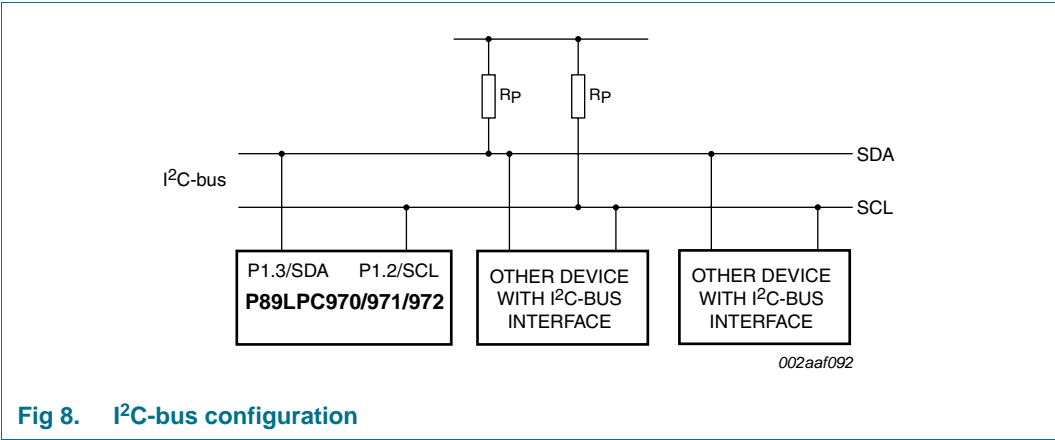 RP RP
SDA
I2C-bus
SCL
P1.3/SDA P1.2/SCL
P89LPC970/971/972
OTHER DEVICE
WITH I2C-BUS
INTERFACE
OTHER DEVICE
WITH I2C-BUS
INTERFACE
002aaf092
Fig 8. I2C-bus configuration